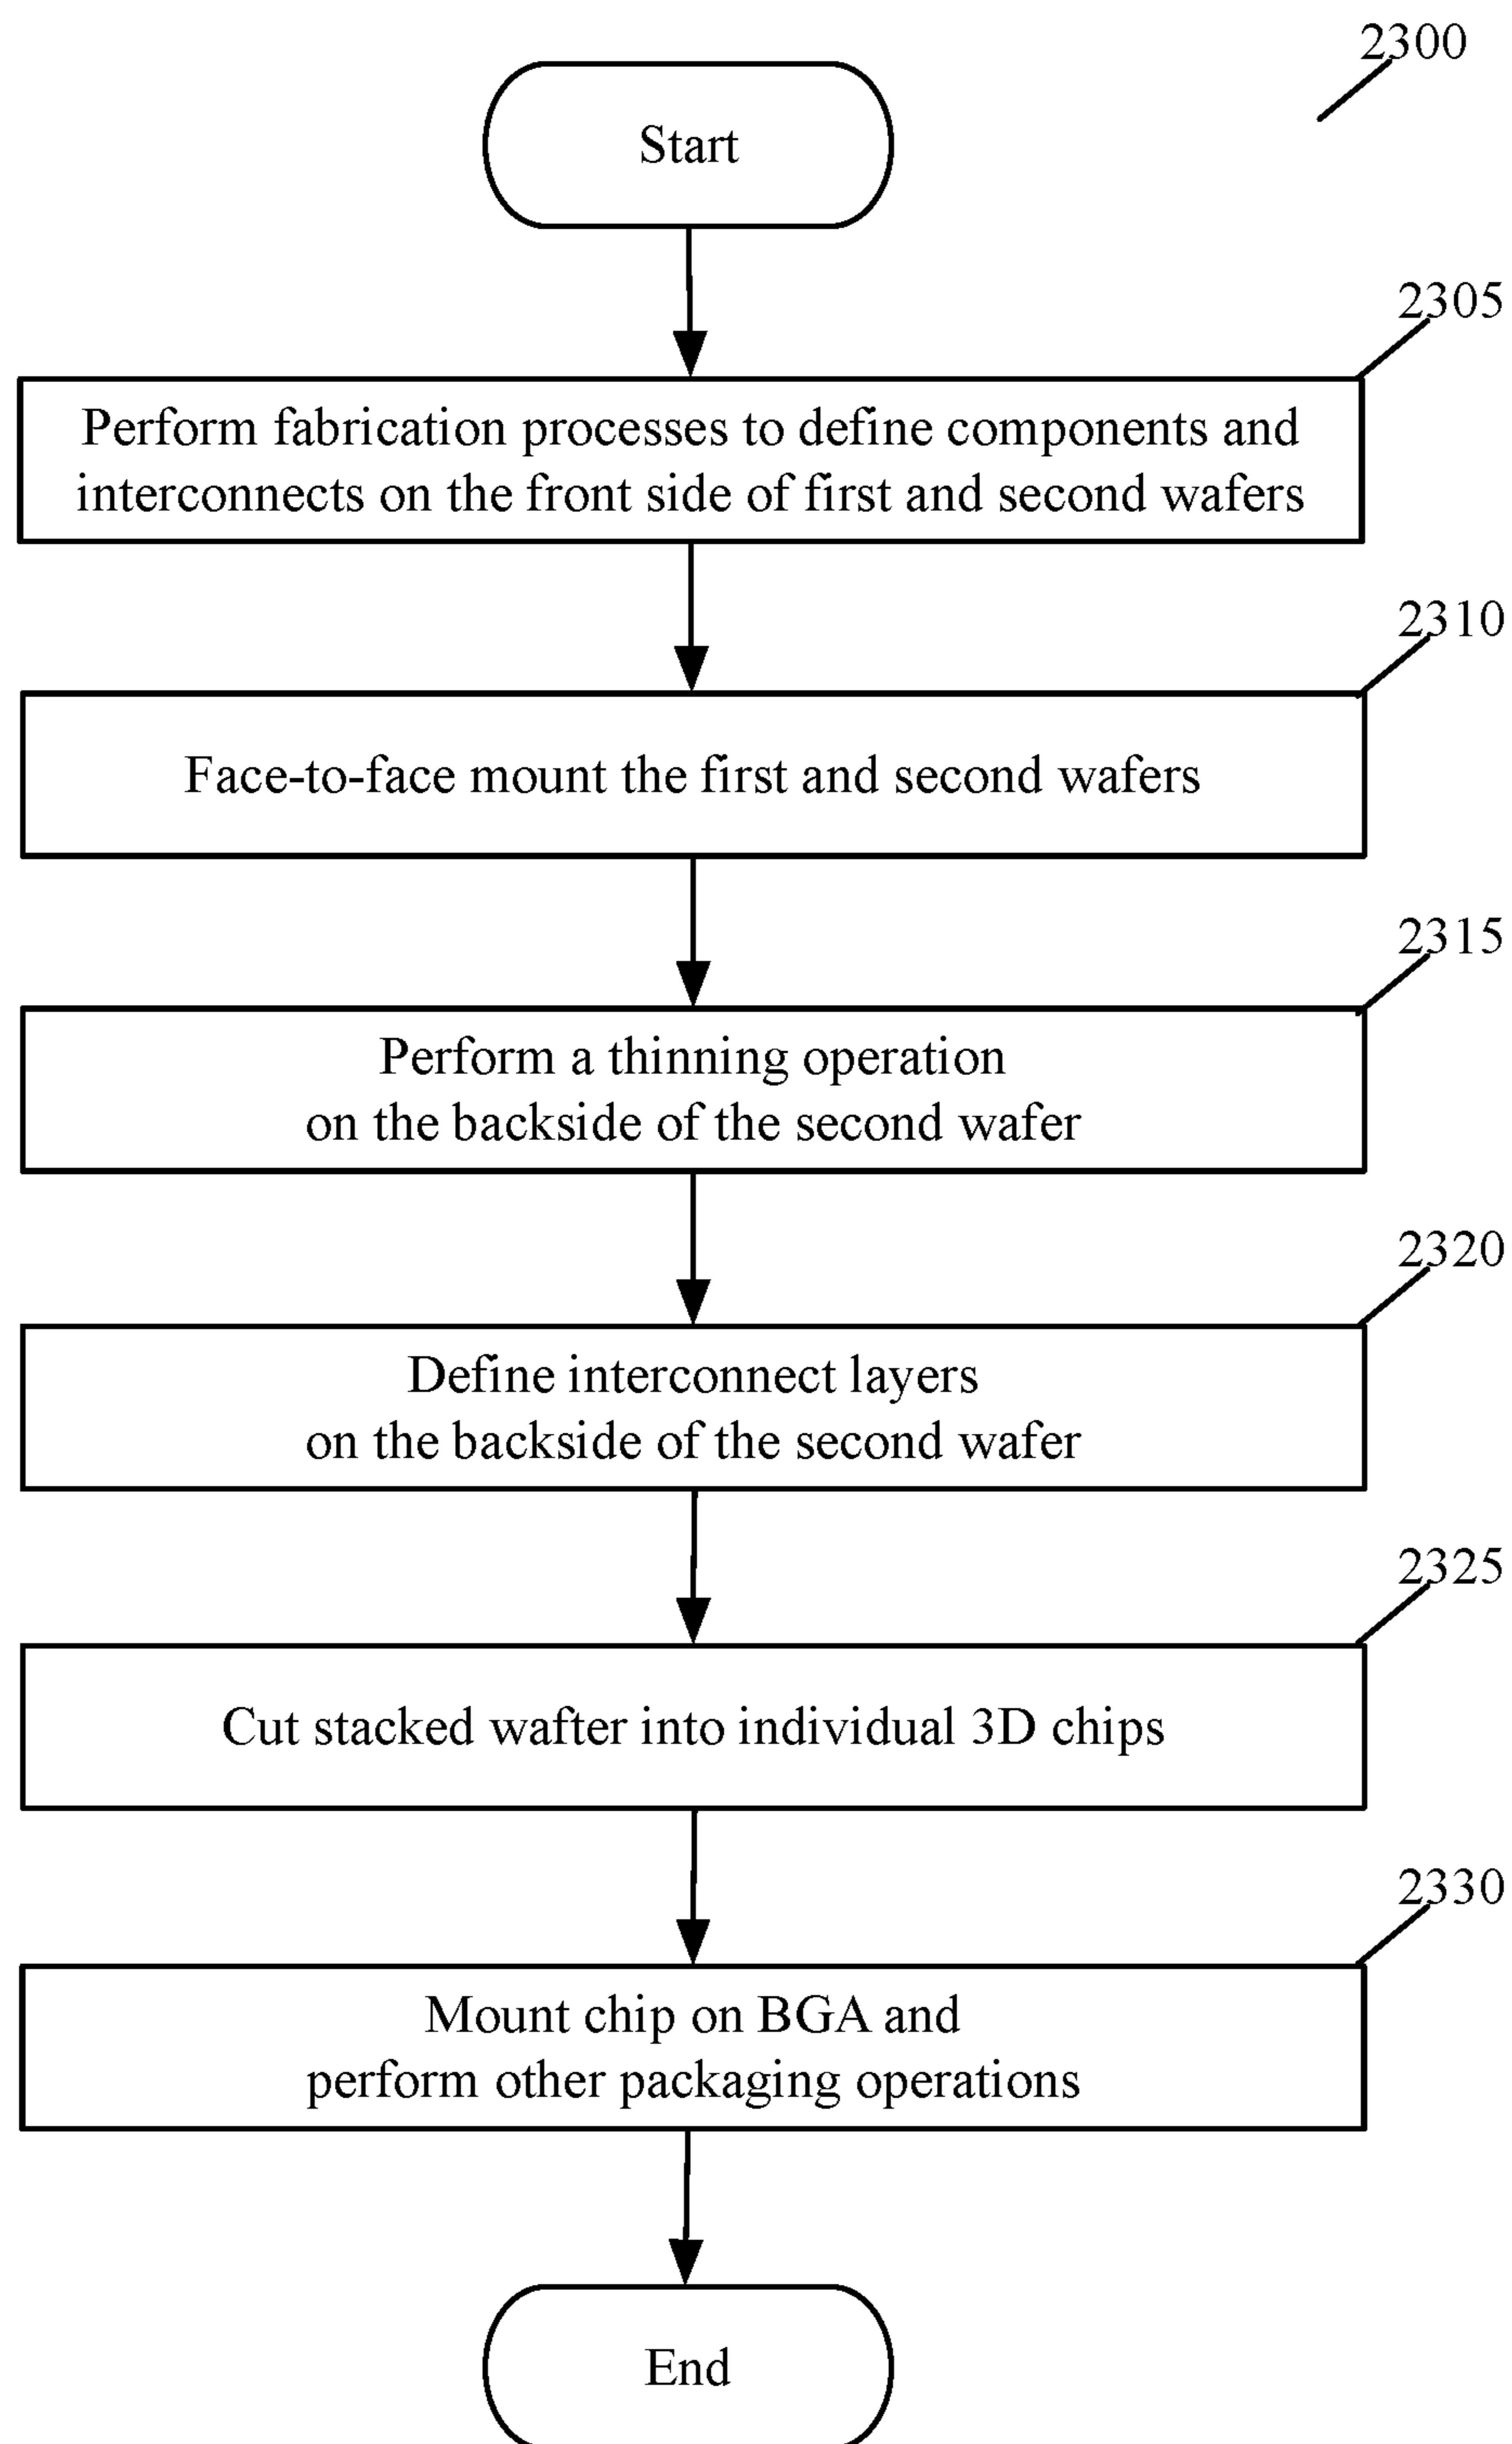 2300
Start
2305
Perform fabrication processes to define components and
interconnects on the front side of first and second wafers
2310
Face-to-face mount the first and second wafers
2315
Perform a thinning operation
on the backside of the second wafer
2320
Define interconnect layers
on the backside of the second wafer
2325
Cut stacked wafter into individual 3D chips
2330
Mount chip on BGA and
perform other packaging operations
End